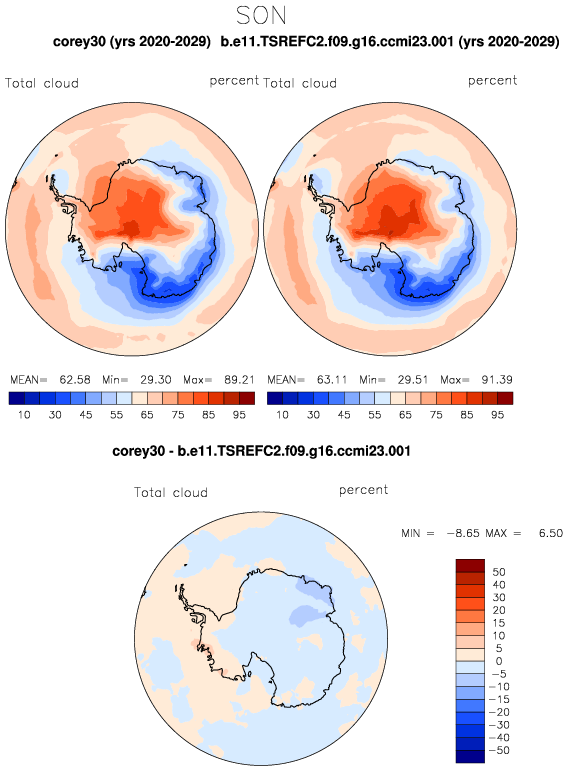 SON
corey30 (yrs 2020-2029) b.e11.TSREFC2.f09.g16.ccmi23.001 (yrs 2020-2029)
Total cloud percent Total cloud percent
MEAN= 62.58 Min= 29.30 Max= 89.21 MEAN= 63.11 Min= 29.51 Max= 91.39
10 30 45 55 65 75 85 95 10 30 45 55 65 75 85 95
corey30 - b.e11.TSREFC2.f09.g16.ccmi23.001
Total cloud percent
MIN = -8.65 MAX = 6.50
50
40
30
20
15
10
5
0
-5
-10
-15
-20
-30
-40
-50